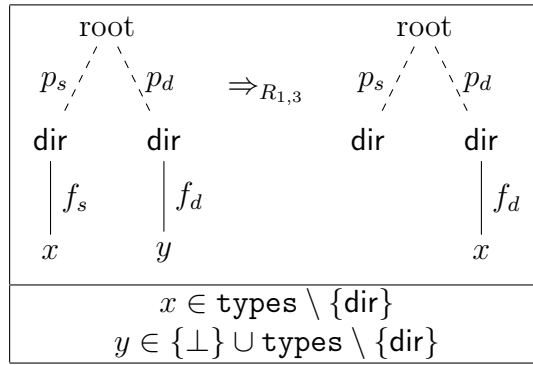 root root
p_s p_d ⇒_{R_{1,3}} p_s p_d
dir dir dir dir
f_s f_d f_d
x y x
x ∈ types \ {dir}
y ∈ {⊥} ∪ types \ {dir}